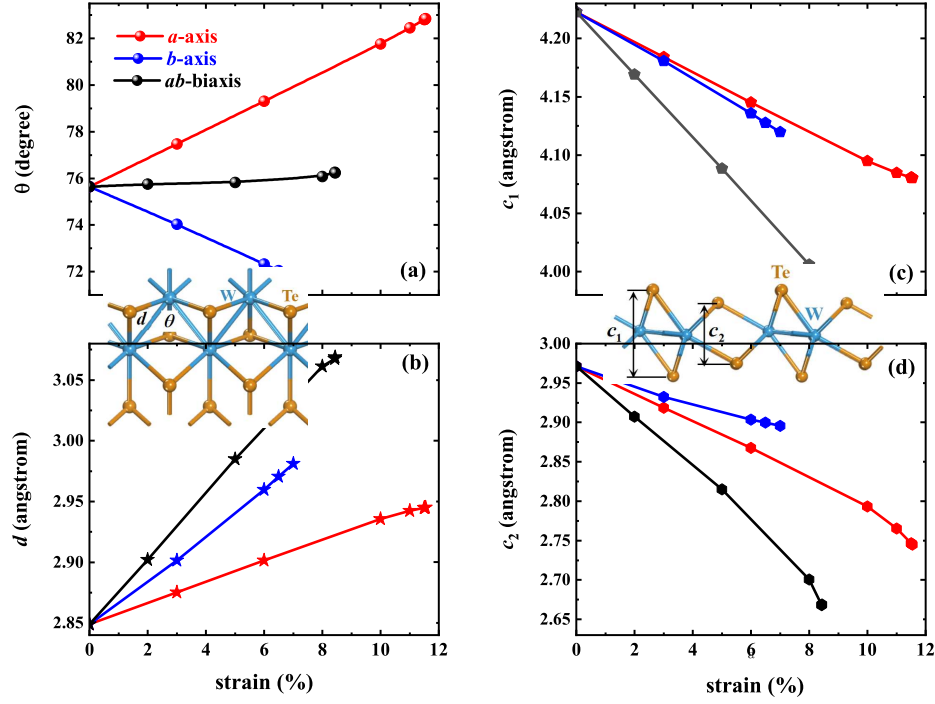 82
80
78
76
74
72
θ (degree)
a-axis
b-axis
ab-biaxis
(a)
4.20
4.15
4.10
4.05
4.00
c1 (angstrom)
(c)
W
Te
d
θ
Te
W
c1
c2
3.05
3.00
2.95
2.90
2.85
d (angstrom)
(b)
0 2 4 6 8 10 12
strain (%)
3.00
2.95
2.90
2.85
2.80
2.75
2.70
2.65
c2 (angstrom)
(d)
0 2 4 6 8 10 12
strain (%)